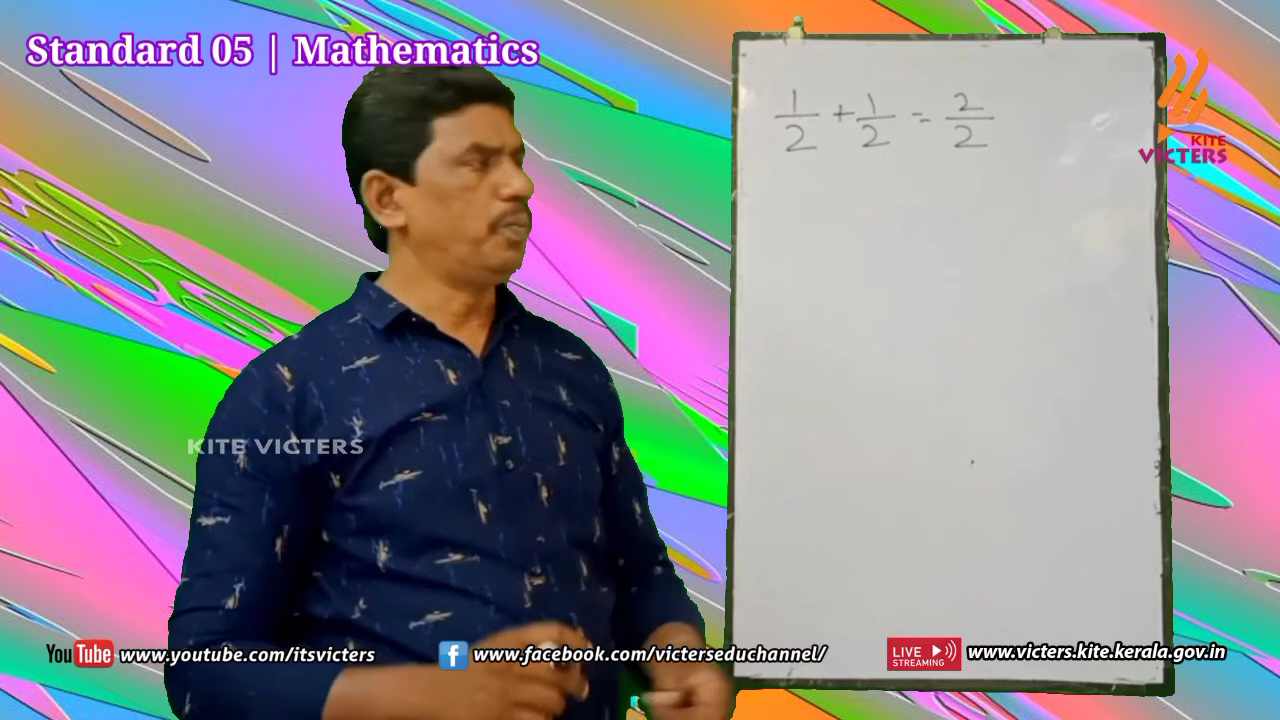 Standard 05 | Mathematics
1/2 + 1/2 = 2/2
KITE
VICTERS
KITE VICTERS
YouTube www.youtube.com/itsvicters
f www.facebook.com/victerseduchannel/
LIVE
STREAMING
www.victers.kite.kerala.gov.in